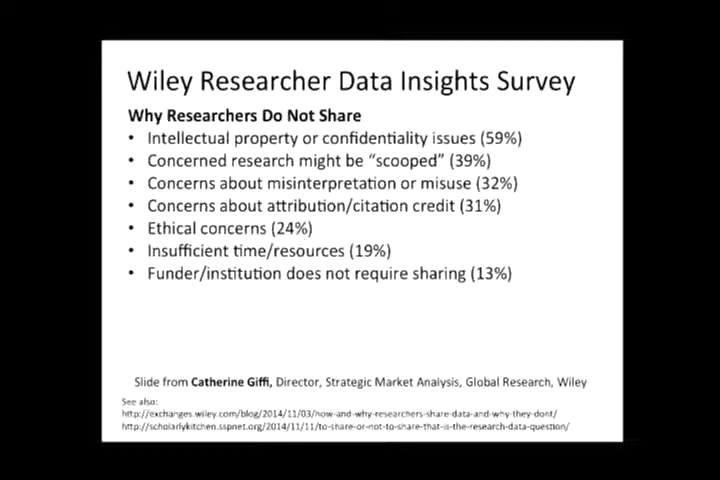 Wiley Researcher Data Insights Survey
Why Researchers Do Not Share
• Intellectual property or confidentiality issues (59%)
• Concerned research might be “scooped” (39%)
• Concerns about misinterpretation or misuse (32%)
• Concerns about attribution/citation credit (31%)
• Ethical concerns (24%)
• Insufficient time/resources (19%)
• Funder/institution does not require sharing (13%)
Slide from Catherine Giffi, Director, Strategic Market Analysis, Global Research, Wiley
See also:
http://exchanges.wiley.com/blog/2014/11/03/how-and-why-researchers-share-data-and-why-they-dont/
http://scholarlykitchen.sspnet.org/2014/11/11/to-share-or-not-to-share-that-is-the-research-data-question/